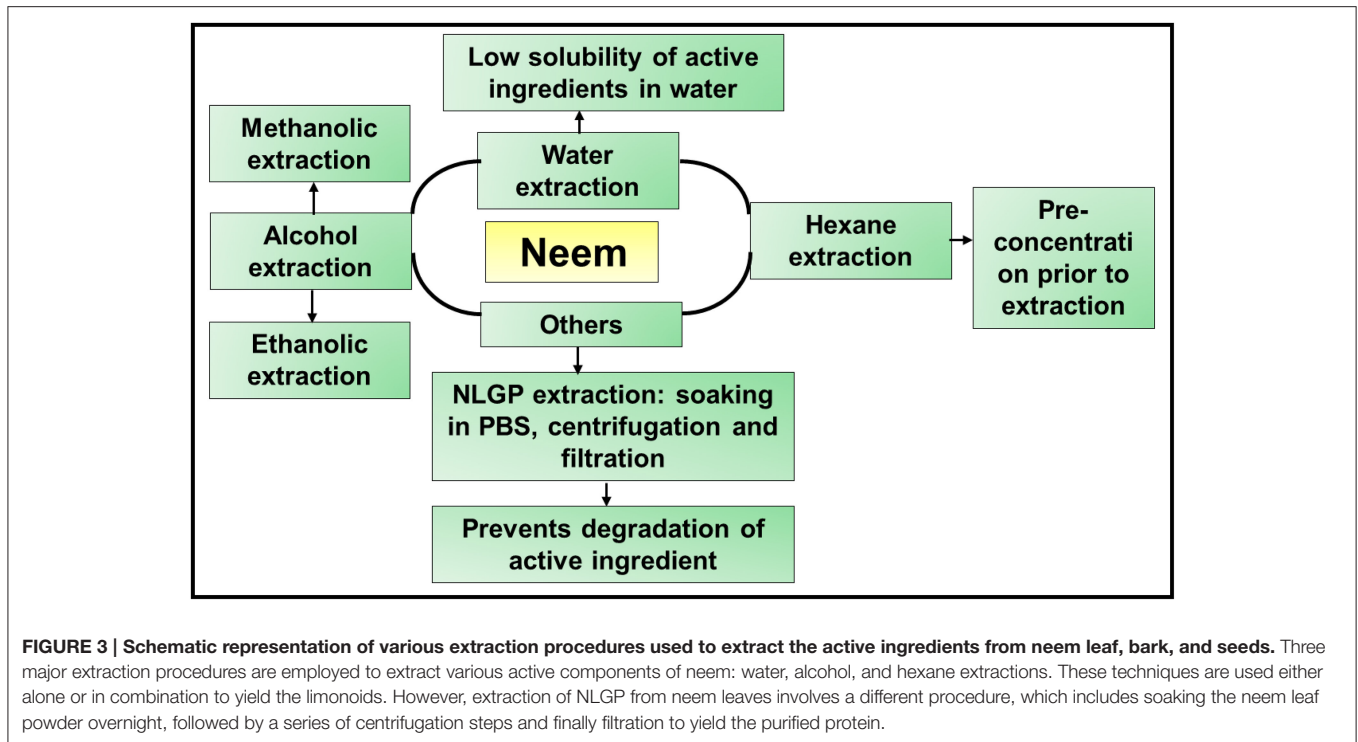 Low solubility of active
ingredients in water
Methanolic
extraction
Water
extraction
Alcohol
extraction
Neem
Hexane
extraction
Pre-
concentrati
on prior to
extraction
Others
Ethanolic
extraction
NLGP extraction: soaking
in PBS, centrifugation and
filtration
Prevents degradation of
active ingredient
FIGURE 3 | Schematic representation of various extraction procedures used to extract the active ingredients from neem leaf, bark, and seeds. Three
major extraction procedures are employed to extract various active components of neem: water, alcohol, and hexane extractions. These techniques are used either
alone or in combination to yield the limonoids. However, extraction of NLGP from neem leaves involves a different procedure, which includes soaking the neem leaf
powder overnight, followed by a series of centrifugation steps and finally filtration to yield the purified protein.